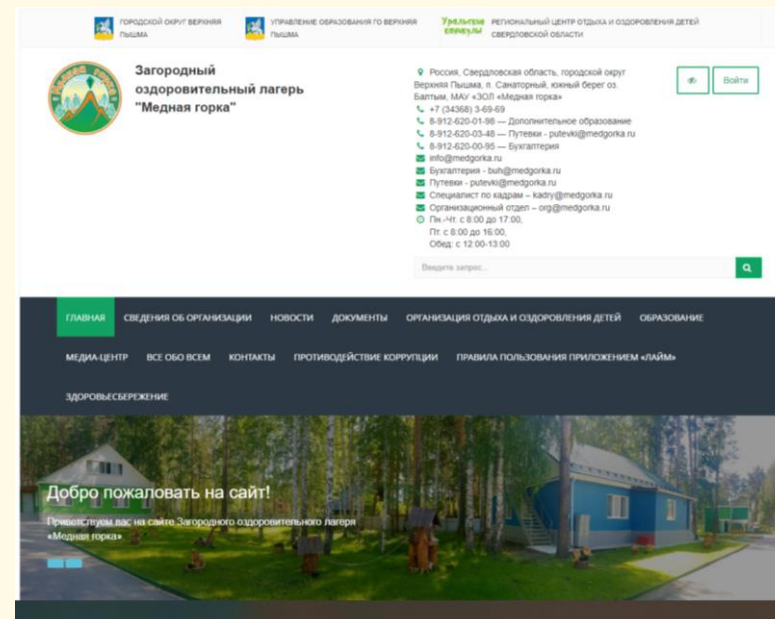 ГОРОДСКОЙ ОКРУГ ВЕРХНЯЯ
ПЫШМА
УПРАВЛЕНИЕ ОБРАЗОВАНИЯ ГО ВЕРХНЯЯ
ПЫШМА
Уральские
каникулы
РЕГИОНАЛЬНЫЙ ЦЕНТР ОТДЫХА И ОЗДОРОВЛЕНИЯ ДЕТЕЙ
СВЕРДЛОВСКОЙ ОБЛАСТИ
Медная горка
Загородный
оздоровительный лагерь
"Медная горка"
Россия, Свердловская область, городской округ
Верхняя Пышма, п. Санаторный, южный берег оз.
Балтым, МАУ «ЗОЛ «Медная горка»
+7 (34368) 3-69-69
8-912-620-01-98 — Дополнительное образование
8-912-620-03-48 — Путевки - putevki@medgorka.ru
8-912-620-00-95 — Бухгалтерия
info@medgorka.ru
Бухгалтерия - buh@medgorka.ru
Путевки - putevki@medgorka.ru
Специалист по кадрам – kadry@medgorka.ru
Организационный отдел – org@medgorka.ru
Пн.-Чт. с 8:00 до 17:00,
Пт. с 8:00 до 16:00,
Обед: с 12:00-13:00
Войти
Введите запрос...
ГЛАВНАЯ СВЕДЕНИЯ ОБ ОРГАНИЗАЦИИ НОВОСТИ ДОКУМЕНТЫ ОРГАНИЗАЦИЯ ОТДЫХА И ОЗДОРОВЛЕНИЯ ДЕТЕЙ ОБРАЗОВАНИЕ
МЕДИА-ЦЕНТР ВСЕ ОБО ВСЕМ КОНТАКТЫ ПРОТИВОДЕЙСТВИЕ КОРРУПЦИИ ПРАВИЛА ПОЛЬЗОВАНИЯ ПРИЛОЖЕНИЕМ «ЛАЙМ»
ЗДОРОВЬЕСБЕРЕЖЕНИЕ
Добро пожаловать на сайт!
Приветствуем вас на сайте Загородного оздоровительного лагеря
«Медная горка»